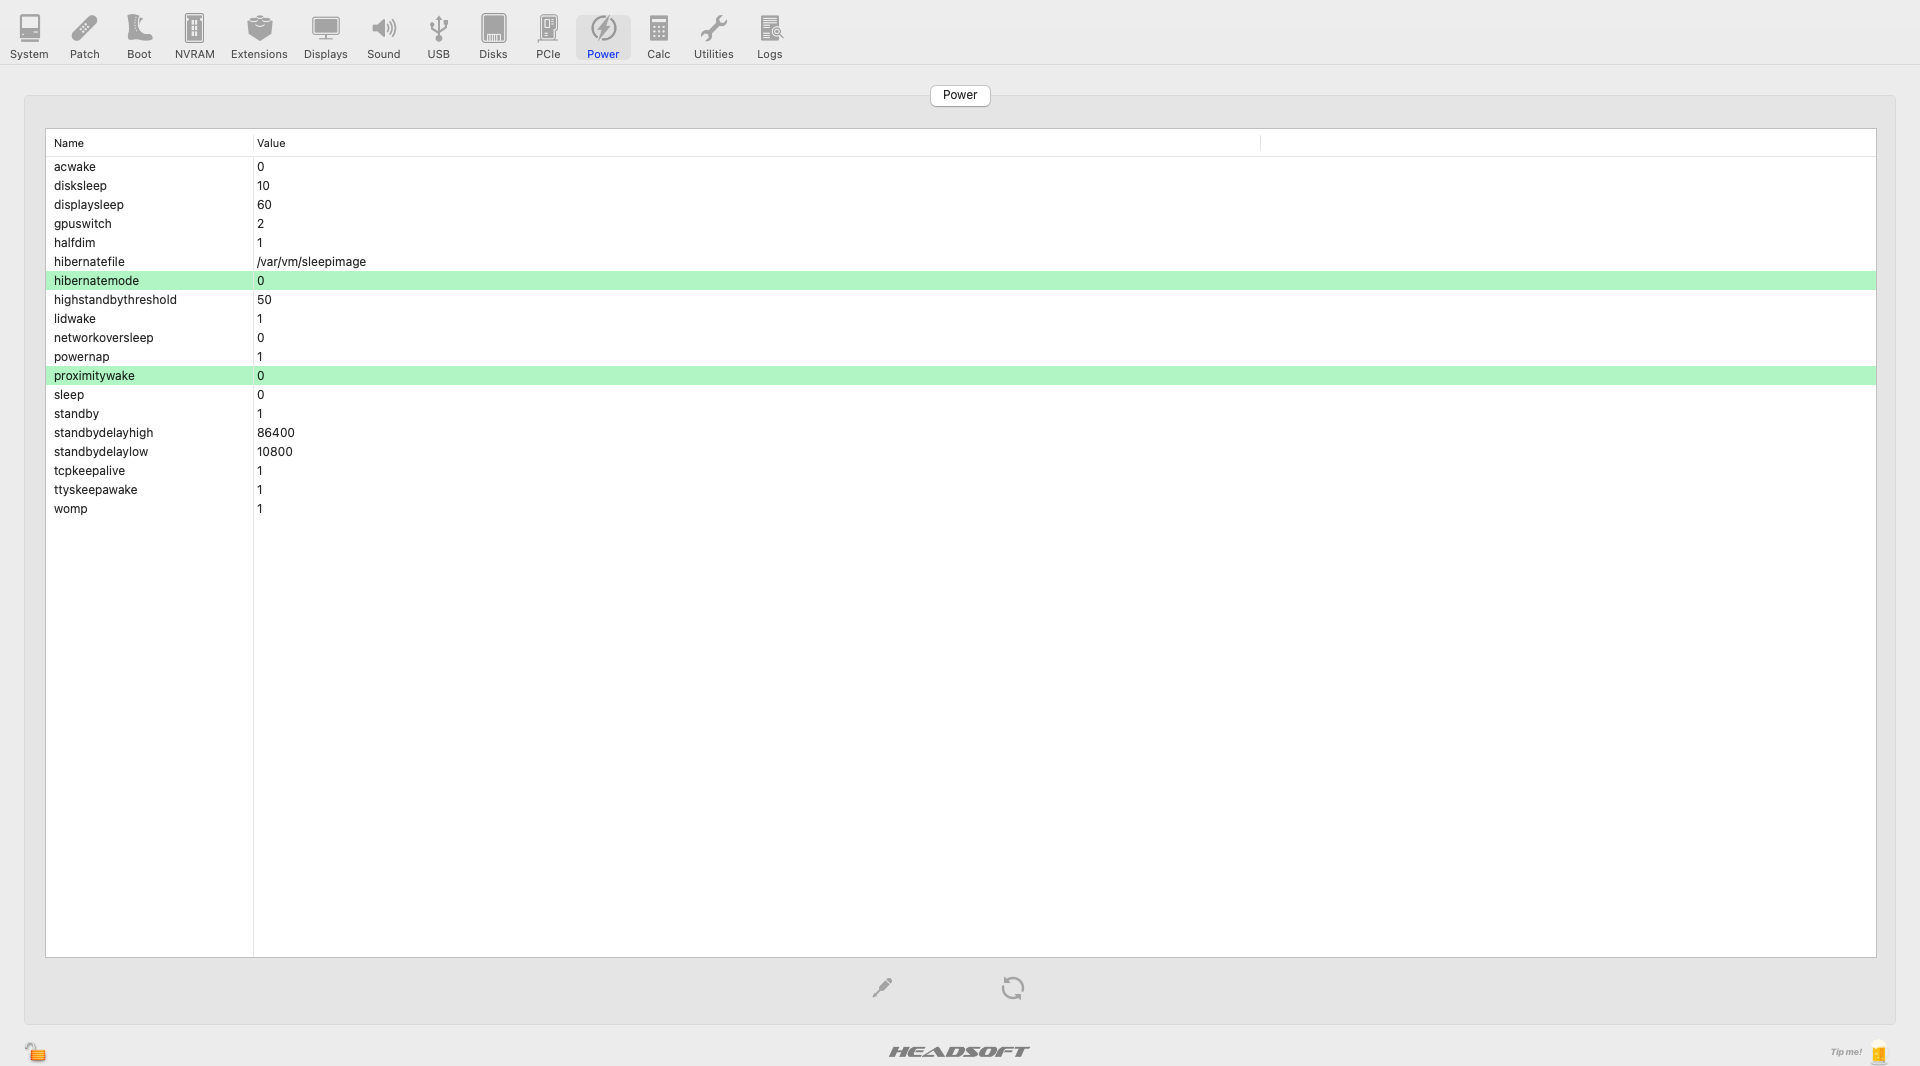 System Patch Boot NVRAM Extensions Displays Sound USB Disks PCIe Power Calc Utilities Logs
Power
Name Value
acwake 0
disksleep 10
displaysleep 60
gpuswitch 2
halfdim 1
hibernatefile /var/vm/sleepimage
hibernatemode 0
highstandbythreshold 50
lidwake 1
networkoversleep 0
powernap 1
proximitywake 0
sleep 0
standby 1
standbydelayhigh 86400
standbydelaylow 10800
tcpkeepalive 1
ttyskeepawake 1
womp 1
HEADSOFT
Tip me!